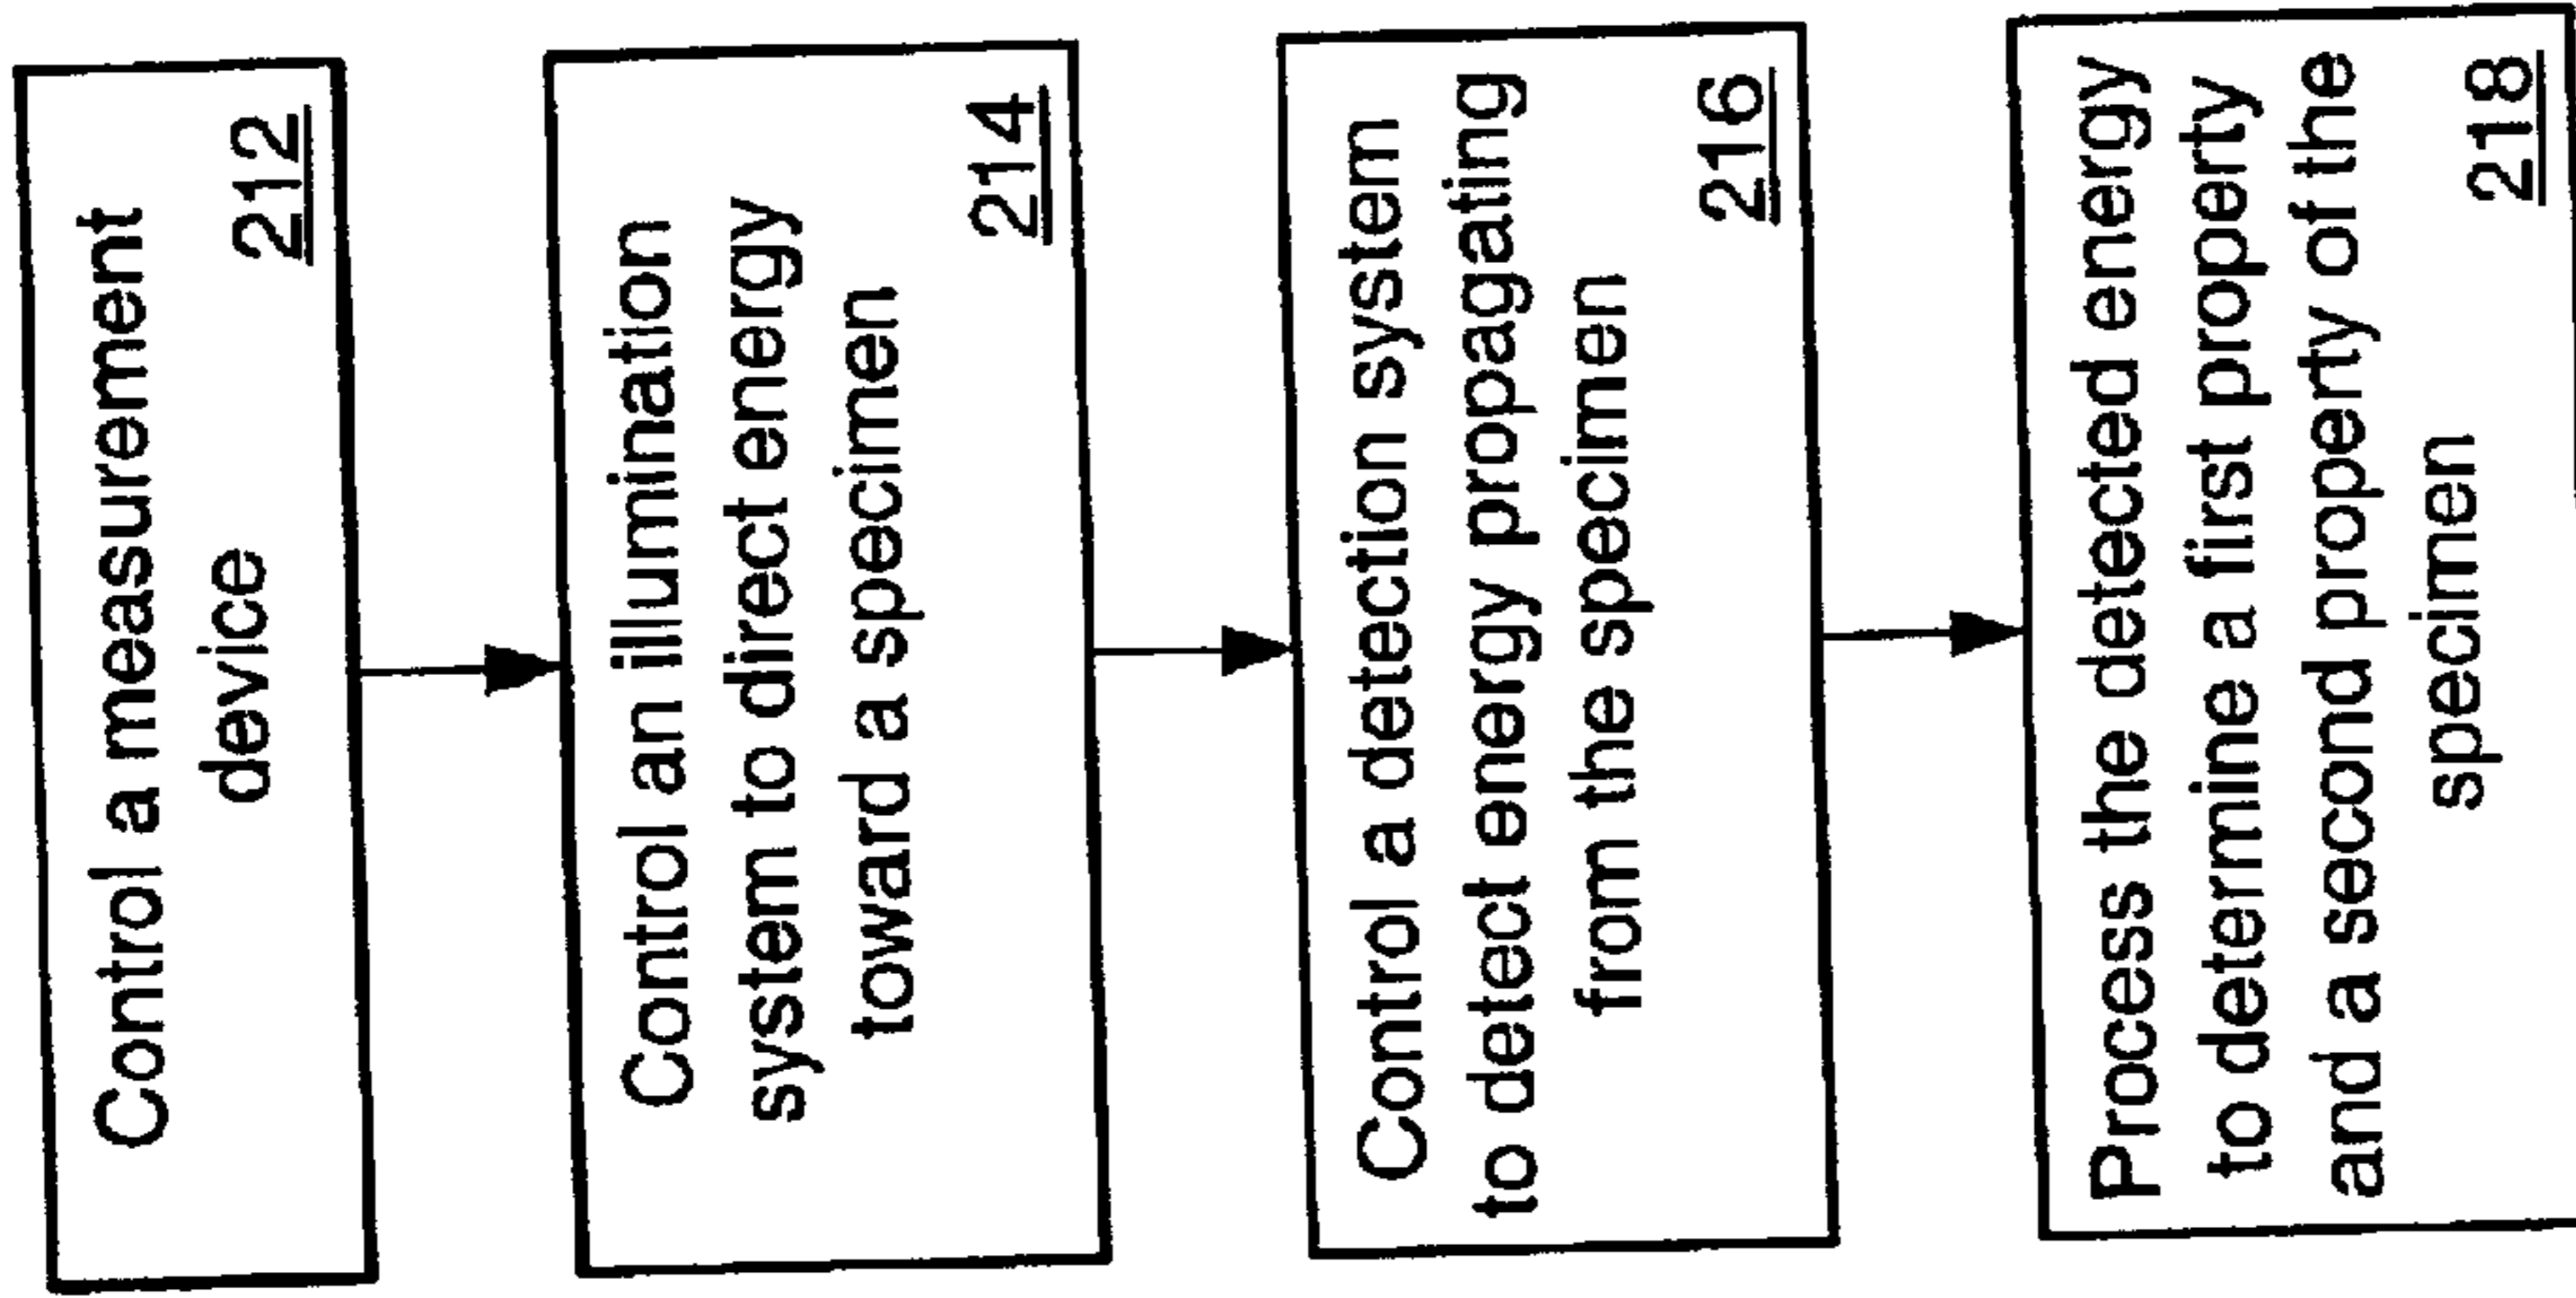 Control a measurement
device
212
Control an illumination
system to direct energy
toward a specimen
214
Control a detection system
to detect energy propagating
from the specimen
216
Process the detected energy
to determine a first property
and a second property of the
specimen
218